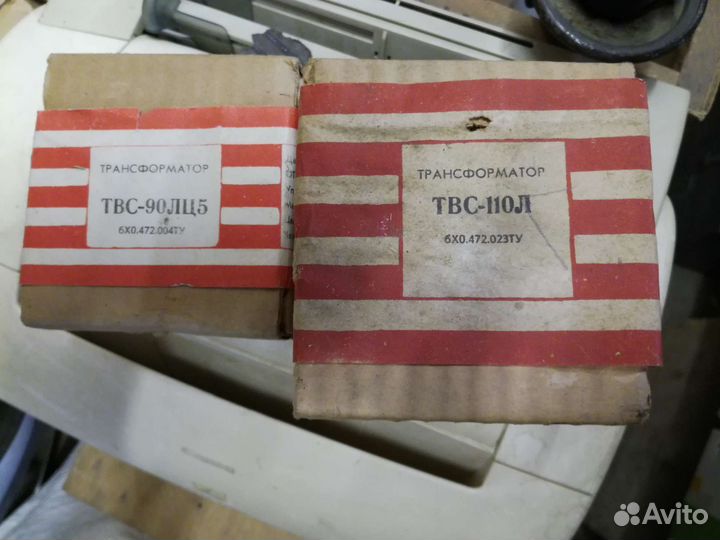 ТРАНСФОРМАТОР
ТВС-90ЛЦ5
6Х0.472.004ТУ
ТРАНСФОРМАТОР
ТВС-110Л
6Х0.472.023ТУ
Avito